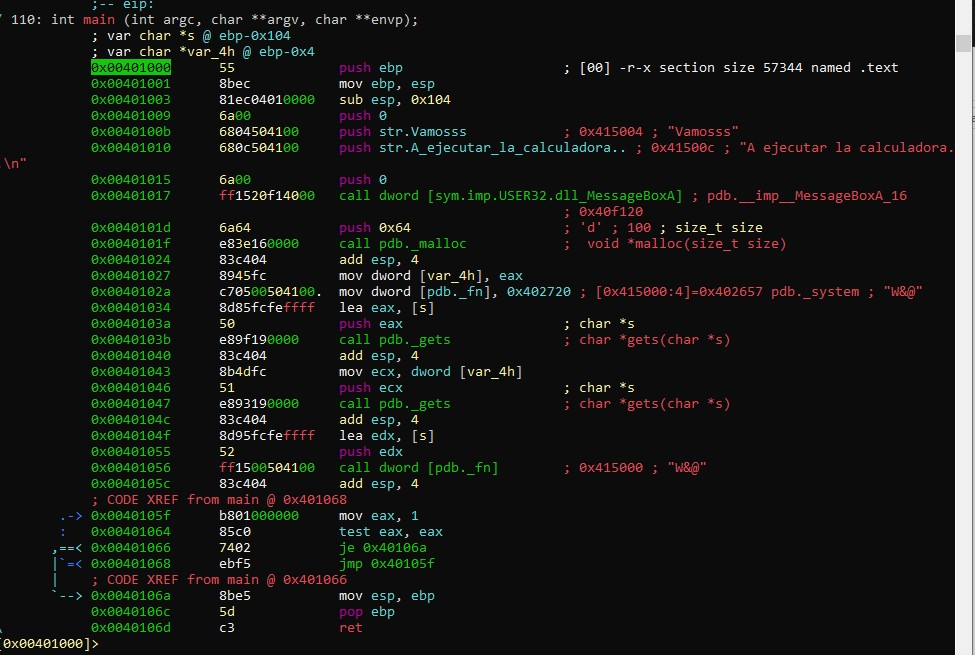 ;-- eip:
110: int main (int argc, char **argv, char **envp);
; var char *s @ ebp-0x104
; var char *var_4h @ ebp-0x4
0x00401000 55 push ebp ; [00] -r-x section size 57344 named .text
0x00401001 8bec mov ebp, esp
0x00401003 81ec04010000 sub esp, 0x104
0x00401009 6a00 push 0
0x0040100b 6804504100 push str.Vamosss ; 0x415004 ; "Vamosss"
0x00401010 680c504100 push str.A_ejecutar_la_calculadora.. ; 0x41500c ; "A ejecutar la calculadora.
.\n"
0x00401015 6a00 push 0
0x00401017 ff1520f14000 call dword [sym.imp.USER32.dll_MessageBoxA] ; pdb.__imp__MessageBoxA_16
; 0x40f120
0x0040101d 6a64 push 0x64 ; 'd' ; 100 ; size_t size
0x0040101f e83e160000 call pdb._malloc ; void *malloc(size_t size)
0x00401024 83c404 add esp, 4
0x00401027 8945fc mov dword [var_4h], eax
0x0040102a c70500504100. mov dword [pdb._fn], 0x402720 ; [0x415000:4]=0x402657 pdb._system ; "W&@"
0x00401034 8d85fcfeffff lea eax, [s]
0x0040103a 50 push eax ; char *s
0x0040103b e89f190000 call pdb._gets ; char *gets(char *s)
0x00401040 83c404 add esp, 4
0x00401043 8b4dfc mov ecx, dword [var_4h]
0x00401046 51 push ecx ; char *s
0x00401047 e893190000 call pdb._gets ; char *gets(char *s)
0x0040104c 83c404 add esp, 4
0x0040104f 8d95fcfeffff lea edx, [s]
0x00401055 52 push edx
0x00401056 ff1500504100 call dword [pdb._fn] ; 0x415000 ; "W&@"
0x0040105c 83c404 add esp, 4
; CODE XREF from main @ 0x401068
.-> 0x0040105f b801000000 mov eax, 1
: 0x00401064 85c0 test eax, eax
,==< 0x00401066 7402 je 0x40106a
|`=< 0x00401068 ebf5 jmp 0x40105f
| ; CODE XREF from main @ 0x401066
`--> 0x0040106a 8be5 mov esp, ebp
0x0040106c 5d pop ebp
0x0040106d c3 ret
[0x00401000]>